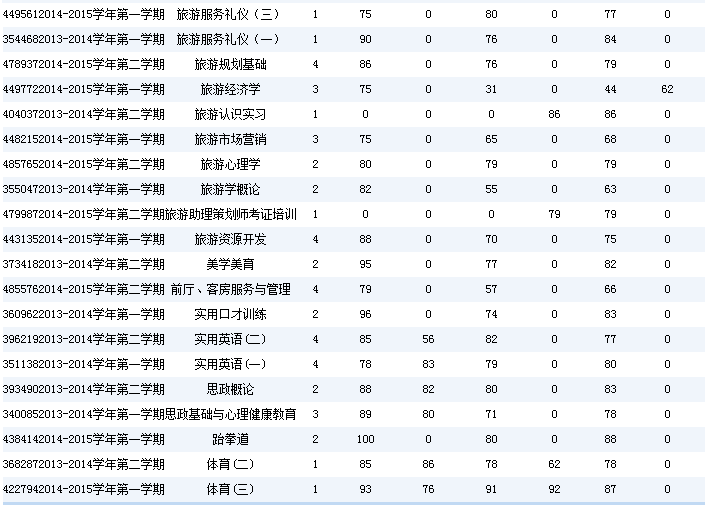 4495612014-2015学年第一学期 旅游服务礼仪（三） 1 75 0 80 0 77 0
3544682013-2014学年第一学期 旅游服务礼仪（一） 1 90 0 76 0 84 0
4789372014-2015学年第二学期 旅游规划基础 4 86 0 76 0 79 0
4497722014-2015学年第一学期 旅游经济学 3 75 0 31 0 44 62
4040372013-2014学年第二学期 旅游认识实习 1 0 0 0 86 86 0
4482152014-2015学年第一学期 旅游市场营销 3 75 0 65 0 68 0
4857652014-2015学年第二学期 旅游心理学 2 80 0 79 0 79 0
3550472013-2014学年第一学期 旅游学概论 2 82 0 55 0 63 0
4799872014-2015学年第二学期旅游助理策划师考证培训 1 0 0 0 79 79 0
4431352014-2015学年第一学期 旅游资源开发 4 88 0 70 0 75 0
3734182013-2014学年第二学期 美学美育 2 95 0 77 0 82 0
4855762014-2015学年第二学期 前厅、客房服务与管理 4 79 0 57 0 66 0
3609622013-2014学年第一学期 实用口才训练 2 96 0 74 0 83 0
3962192013-2014学年第二学期 实用英语(二) 4 85 56 82 0 77 0
3511382013-2014学年第一学期 实用英语(一) 4 78 83 79 0 80 0
3934902013-2014学年第二学期 思政概论 2 88 82 80 0 83 0
3400852013-2014学年第一学期思政基础与心理健康教育 3 89 80 71 0 78 0
4384142014-2015学年第一学期 跆拳道 2 100 0 80 0 88 0
3682872013-2014学年第二学期 体育(二) 1 85 86 78 62 78 0
4227942014-2015学年第一学期 体育(三) 1 93 76 91 92 87 0